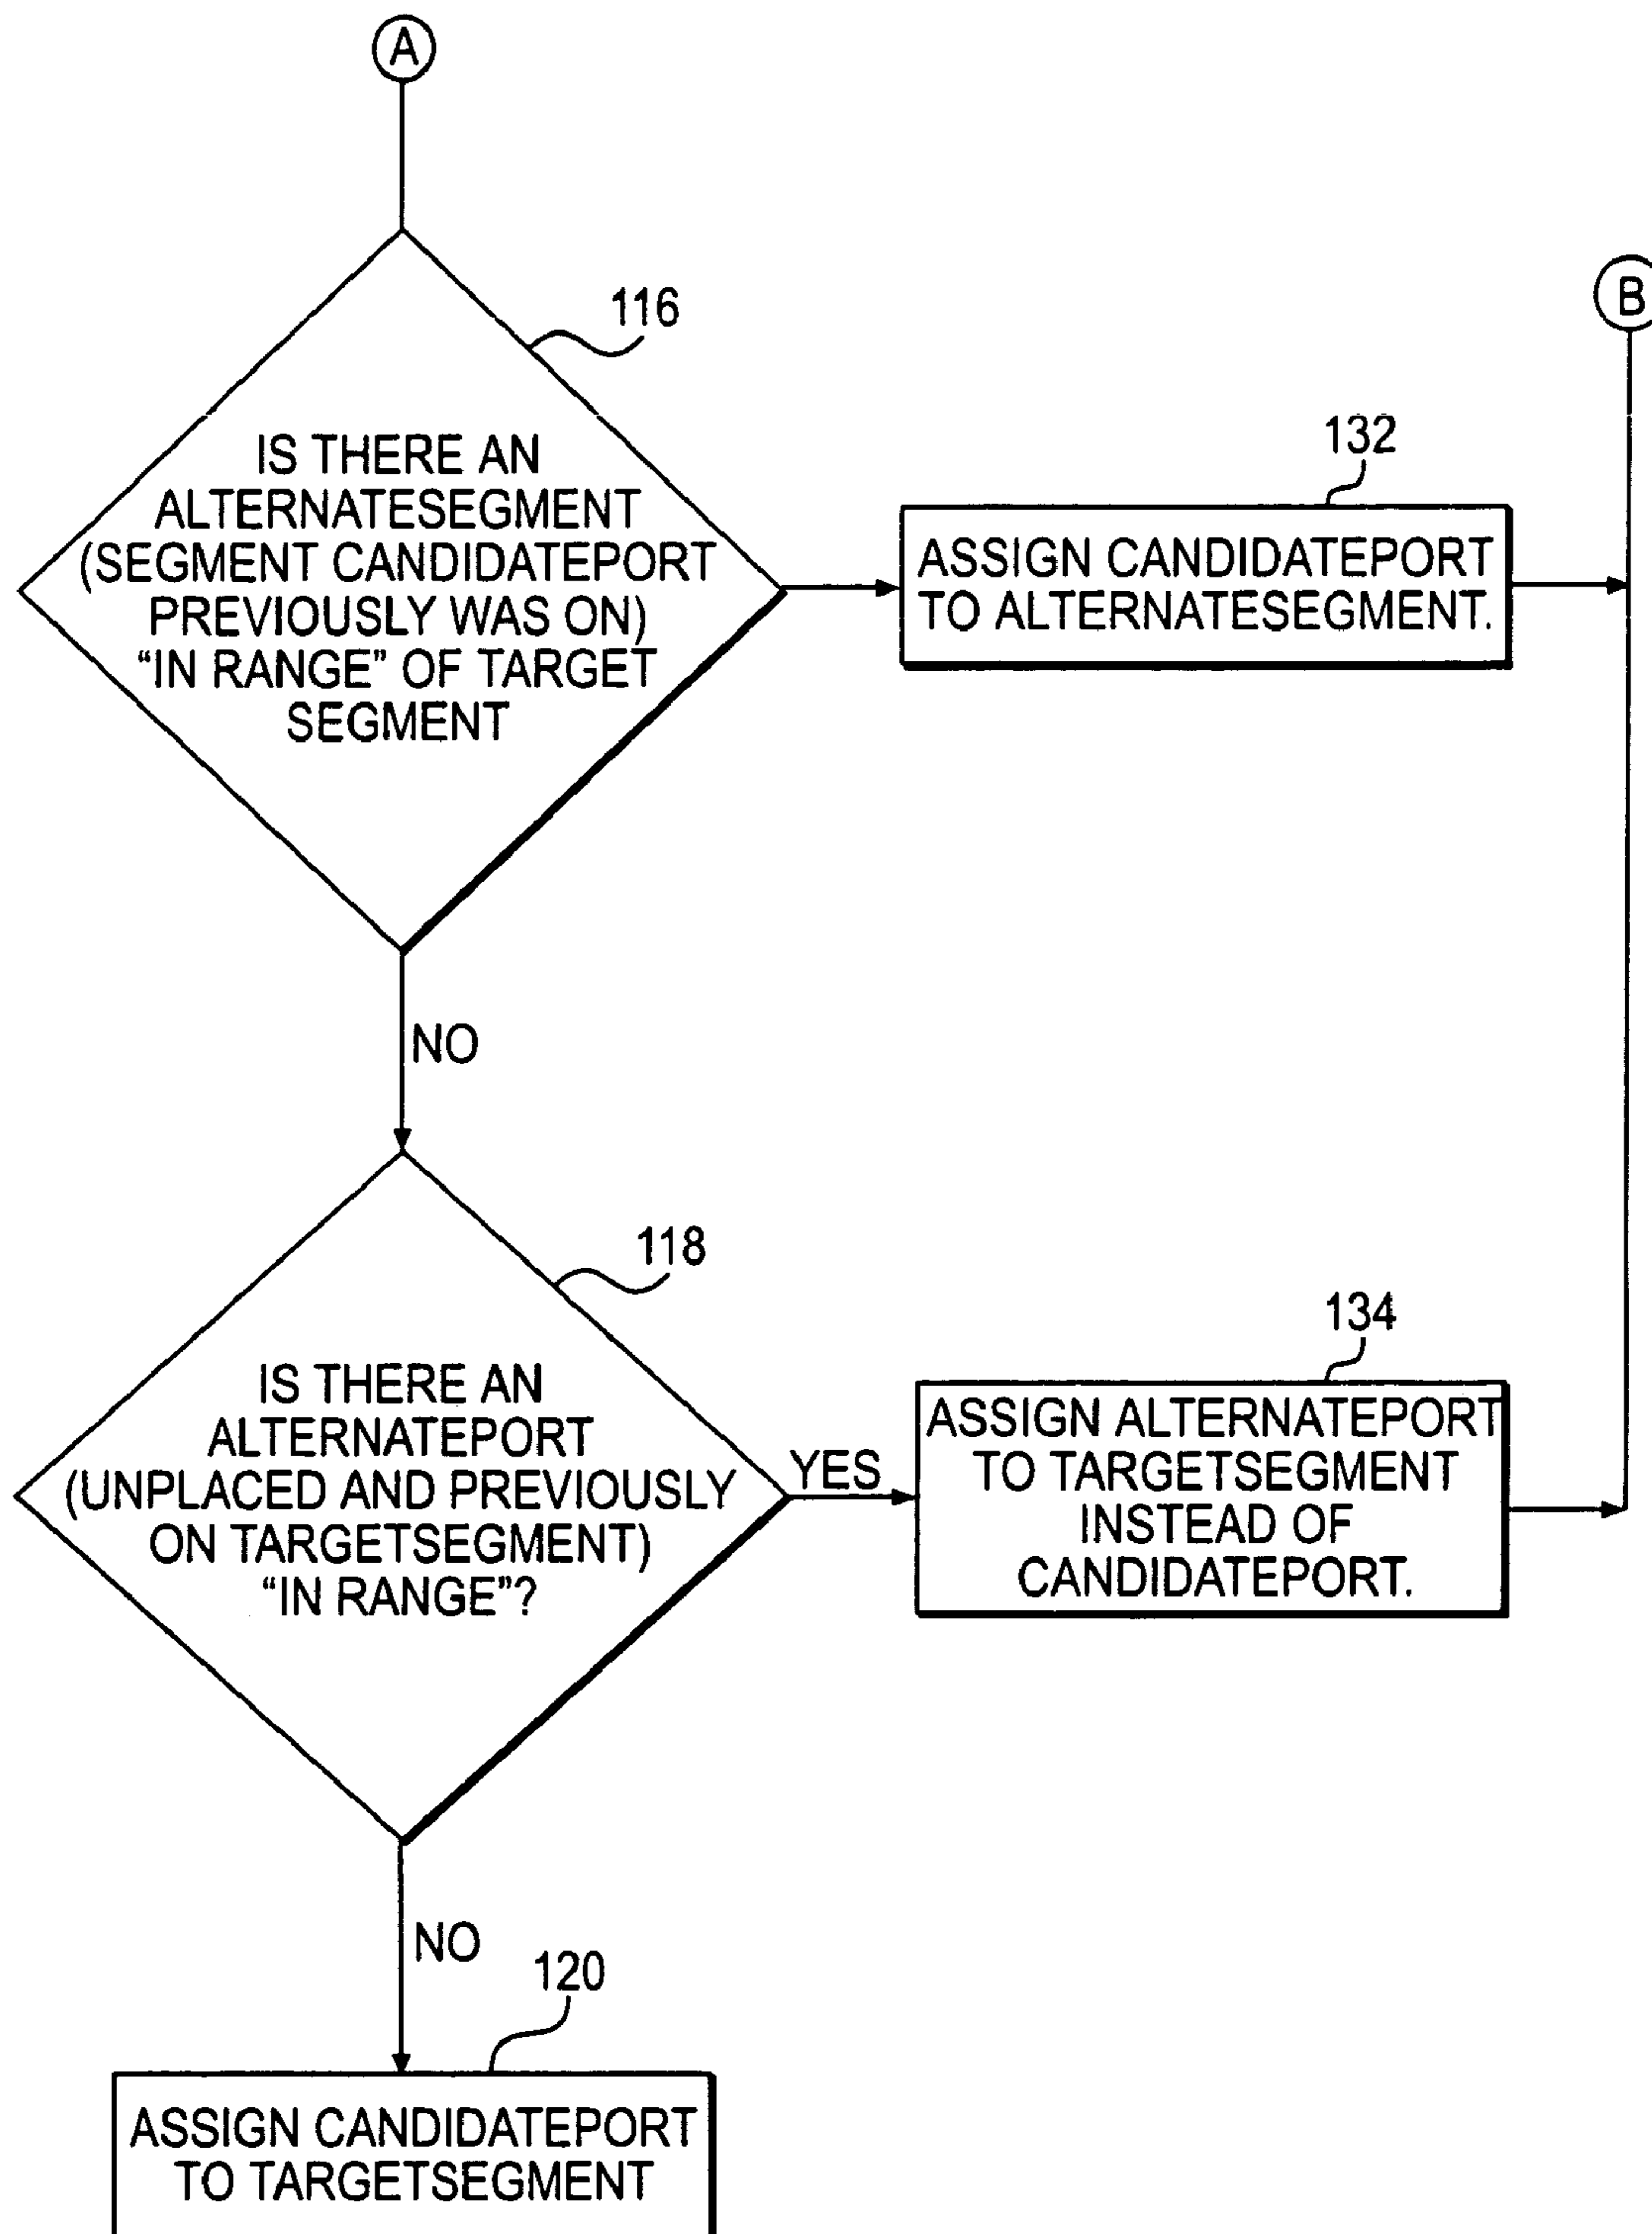 A
116
IS THERE AN
ALTERNATESEGMENT
(SEGMENT CANDIDATEPORT
PREVIOUSLY WAS ON)
“IN RANGE” OF TARGET
SEGMENT
B
132
ASSIGN CANDIDATEPORT
TO ALTERNATESEGMENT.
NO
118
IS THERE AN
ALTERNATEPORT
(UNPLACED AND PREVIOUSLY
ON TARGETSEGMENT)
“IN RANGE”?
YES
134
ASSIGN ALTERNATEPORT
TO TARGETSEGMENT
INSTEAD OF
CANDIDATEPORT.
NO
120
ASSIGN CANDIDATEPORT
TO TARGETSEGMENT